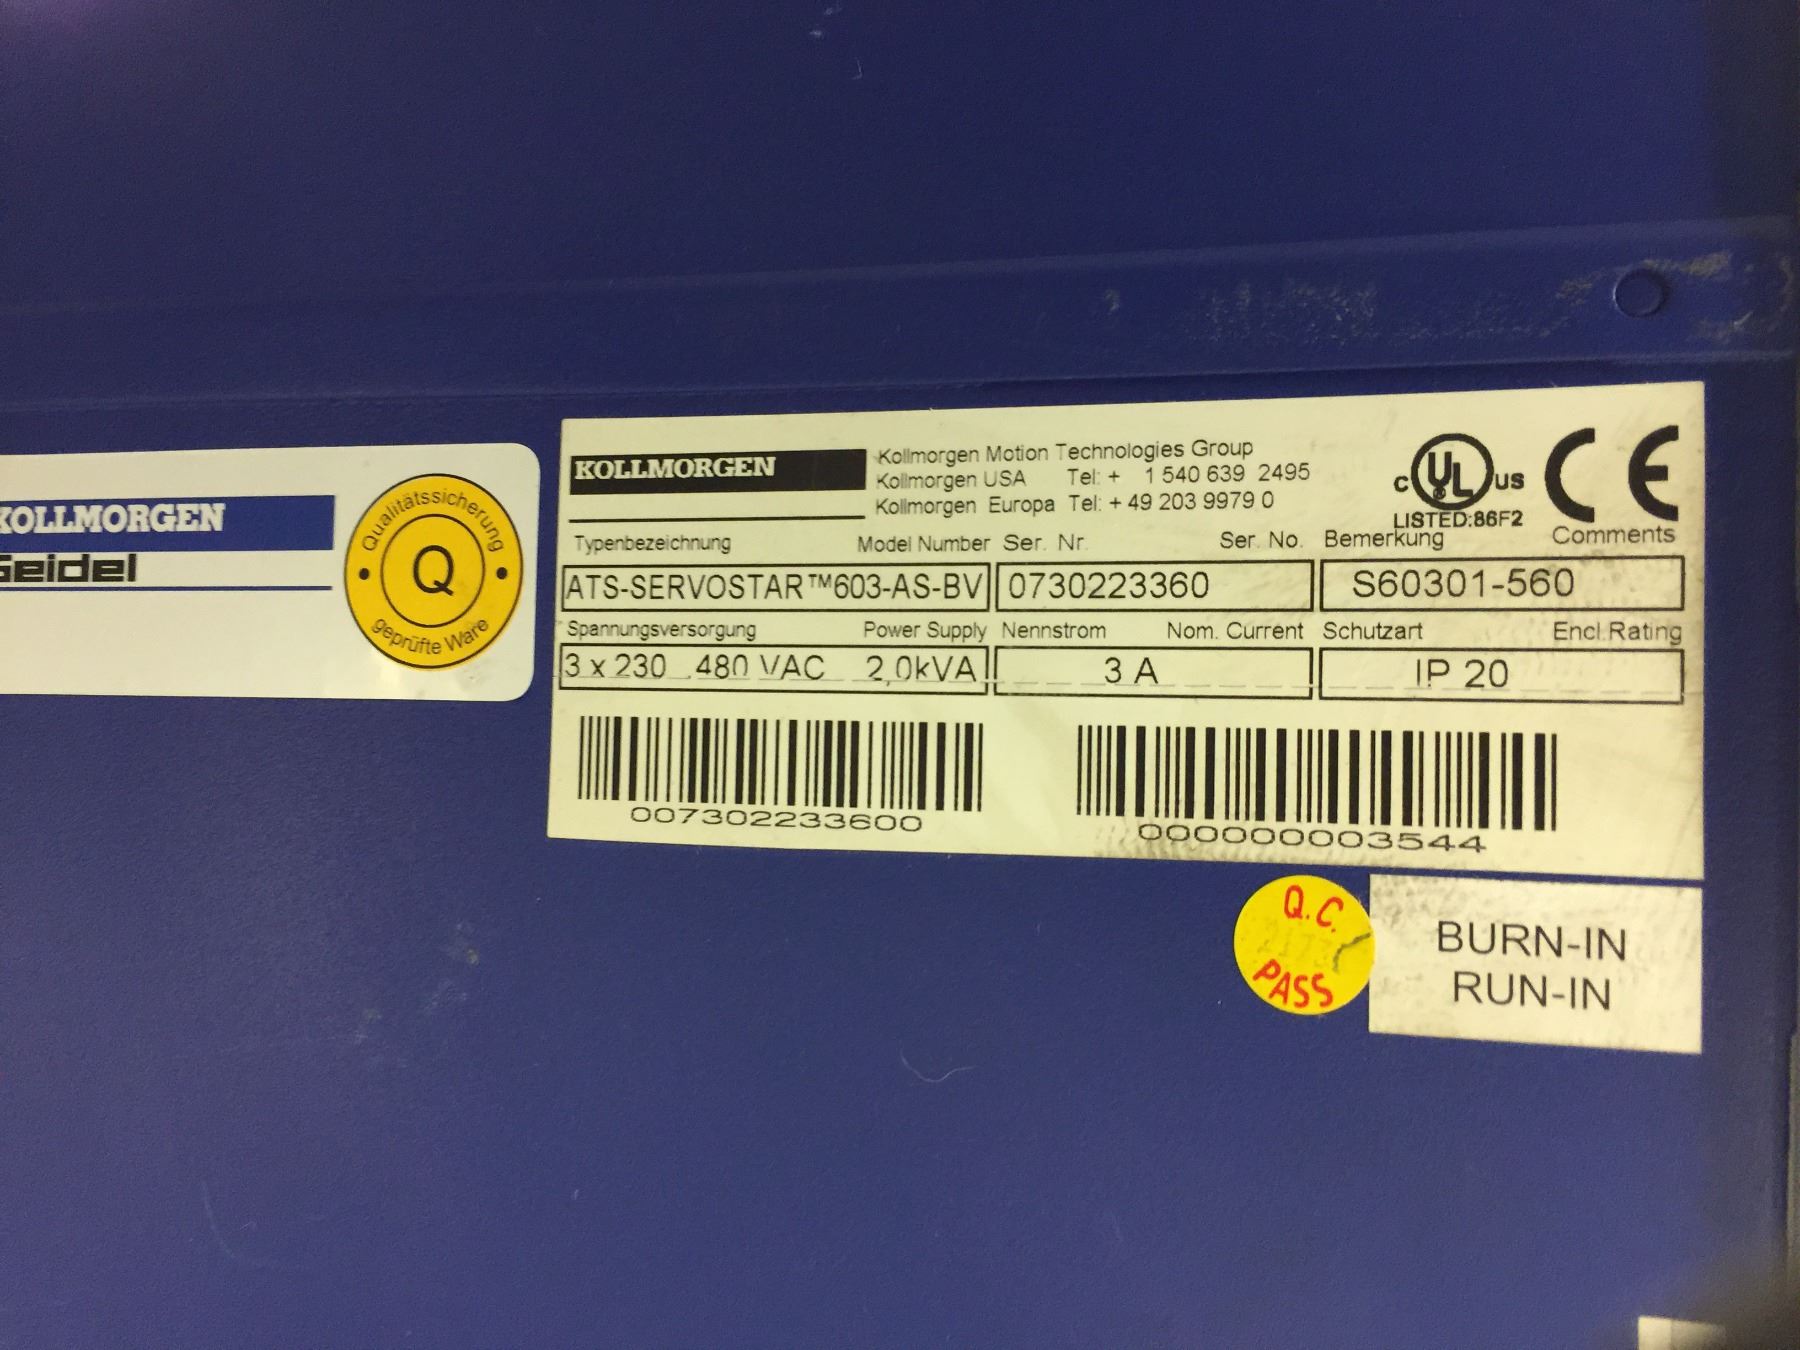 KOLLMORGEN
Seidel
Qualitätssicherung
Q
geprüfte Ware
KOLLMORGEN
Kollmorgen Motion Technologies Group
Kollmorgen USA Tel: + 1 540 639 2495
Kollmorgen Europa Tel: + 49 203 9979 0
C UL US
LISTED:86F2
CE
Typenbezeichnung Model Number Ser. Nr. Ser. No. Bemerkung Comments
ATS-SERVOSTAR™603-AS-BV 0730223360 S60301-560
Spannungsversorgung Power Supply Nennstrom Nom. Current Schutzart Encl.Rating
3 x 230 ..480 VAC 2,0kVA 3 A IP 20
007302233600
000000003544
Q.C.
PASS
BURN-IN
RUN-IN